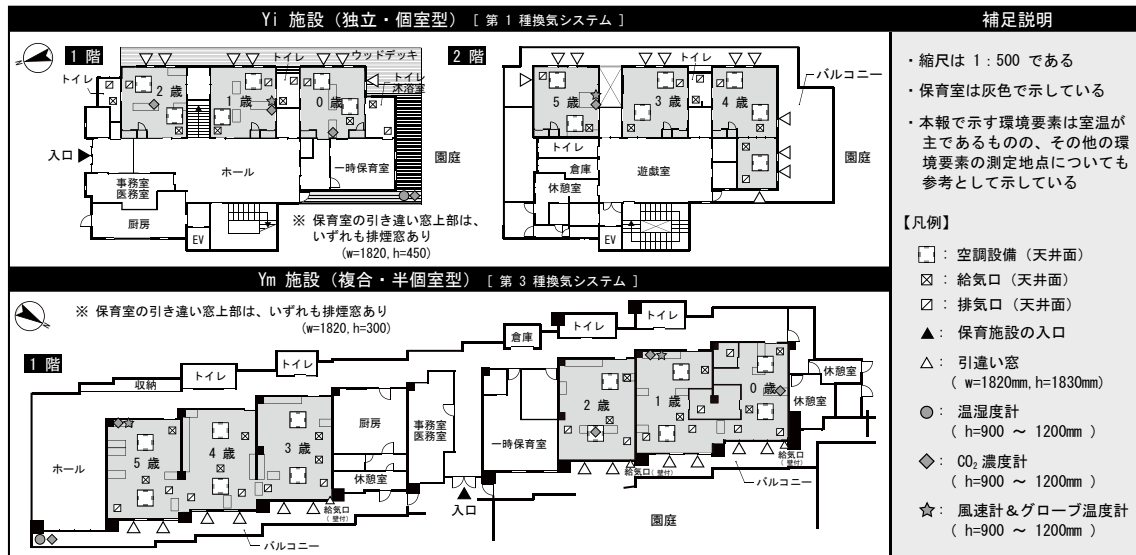 Yi 施設（独立・個室型）［ 第 1 種換気システム ］
1 階
トイレ
ウッドデッキ
トイレ
2 歳
1 歳
0 歳
トイレ
沐浴室
入口
事務室
医務室
ホール
一時保育室
園庭
厨房
EV
※ 保育室の引き違い窓上部は、
いずれも排煙窓あり
(w=1820,h=450)
2 階
トイレ
バルコニー
5 歳
3 歳
4 歳
トイレ
倉庫
休憩室
遊戯室
園庭
EV
Ym 施設（複合・半個室型）［ 第 3 種換気システム ］
※ 保育室の引き違い窓上部は、いずれも排煙窓あり
(w=1820,h=300)
1 階
収納
トイレ
トイレ
倉庫
トイレ
トイレ
ホール
5 歳
4 歳
3 歳
厨房
休憩室
事務室
医務室
一時保育室
2 歳
1 歳
0 歳
休憩室
休憩室
給気口
（壁付）
給気口（壁付）
給気口
（壁付）
バルコニー
入口
園庭
バルコニー
補足説明
・縮尺は 1：500 である
・保育室は灰色で示している
・本報で示す環境要素は室温が
主であるものの、その他の環
境要素の測定地点についても
参考として示している
【凡例】
： 空調設備（天井面）
： 給気口（天井面）
： 排気口（天井面）
▲： 保育施設の入口
△： 引違い窓
( w=1820mm,h=1830mm)
： 温湿度計
( h=900 ～ 1200mm )
： CO₂ 濃度計
( h=900 ～ 1200mm )
☆： 風速計＆グローブ温度計
( h=900 ～ 1200mm )